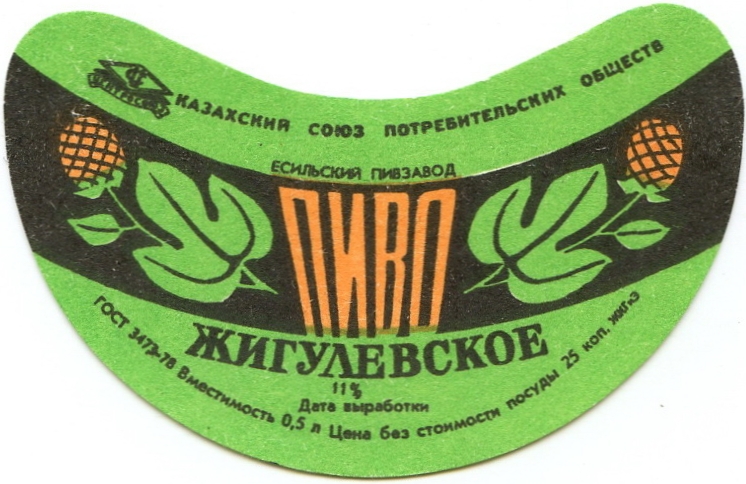 КАЗАХСКИЙ СОЮЗ ПОТРЕБИТЕЛЬСКИХ ОБЩЕСТВ
ЕСИЛЬСКИЙ ПИВЗАВОД
ПИВО
ЖИГУЛЕВСКОЕ
11%
Дата выработки
ГОСТ 3473-78 Вместимость 0,5 л Цена без стоимости посуды 25 коп.